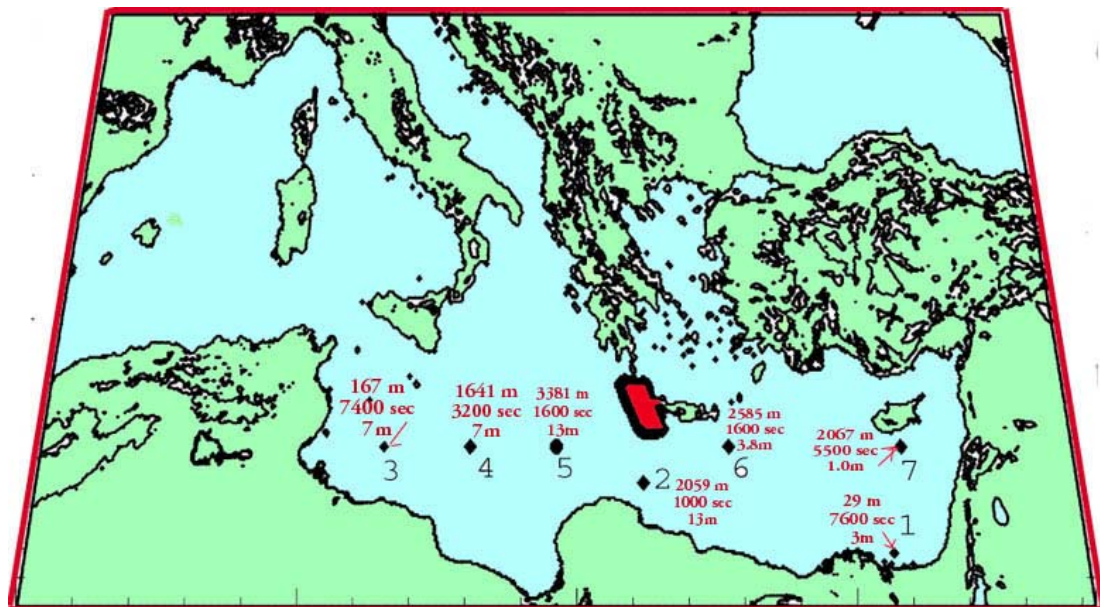 167 m
7400 sec
7m
3
1641 m
3200 sec
7m
4
3381 m
1600 sec
13m
5
2
2059 m
1000 sec
13m
2585 m
1600 sec
3.8m
6
2067 m
5500 sec
1.0m
7
29 m
7600 sec
3m
1